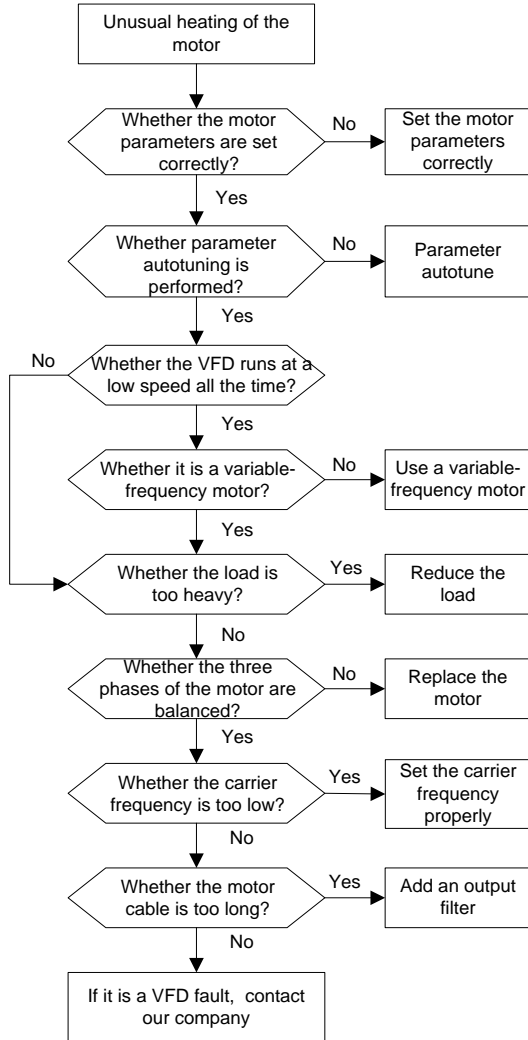 Unusual heating of the
motor
Whether the motor
parameters are set
correctly?
No
Set the motor
parameters
correctly
Yes
Whether parameter
autotuning is
performed?
No
Parameter
autotune
Yes
No
Whether the VFD runs at a
low speed all the time?
Yes
Whether it is a variable-
frequency motor?
No
Use a variable-
frequency motor
Yes
Whether the load is
too heavy?
Yes
Reduce the
load
No
Whether the three
phases of the motor are
balanced?
No
Replace the
motor
Yes
Whether the carrier
frequency is too low?
Yes
Set the carrier
frequency
properly
No
Whether the motor
cable is too long?
Yes
Add an output
filter
No
If it is a VFD fault, contact
our company